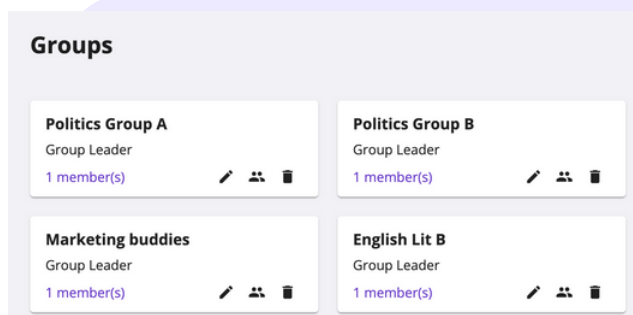 Groups
Politics Group A
Group Leader
1 member(s)
Politics Group B
Group Leader
1 member(s)
Marketing buddies
Group Leader
1 member(s)
English Lit B
Group Leader
1 member(s)